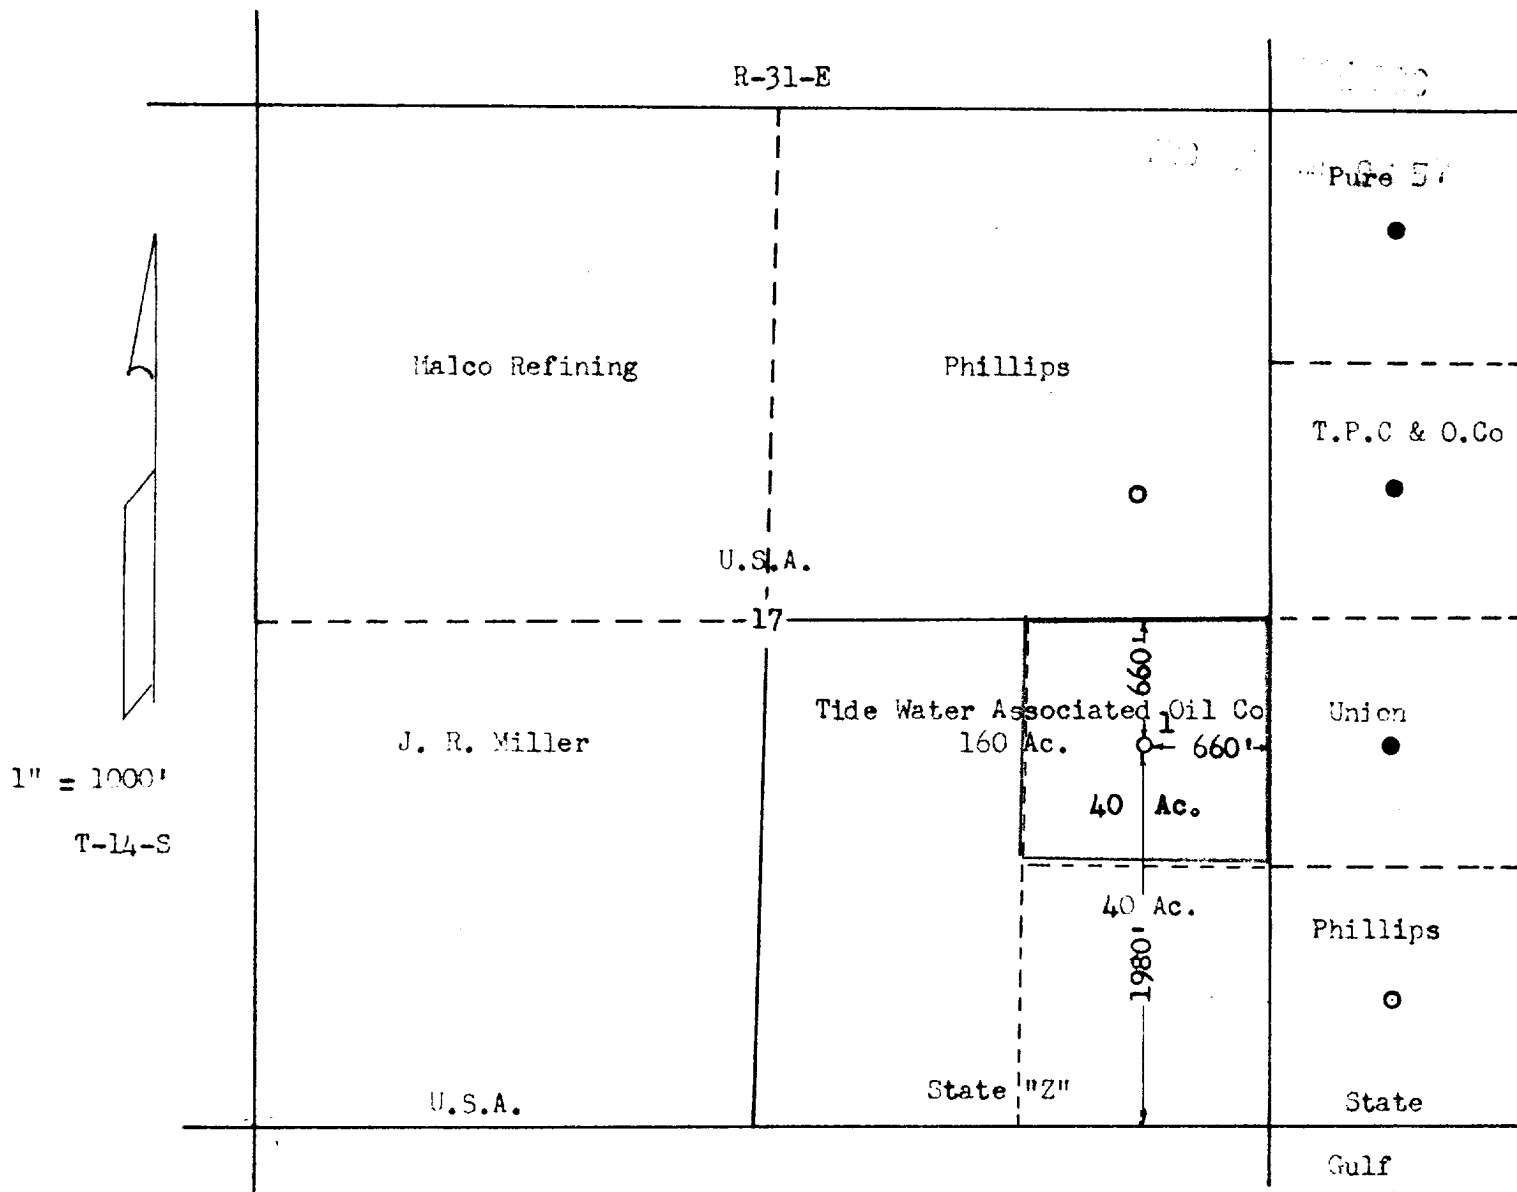 R-31-E
Pure
Malco Refining
Phillips
T.P.C & O.Co
U.S.A.
17
660'
Tide Water Associated Oil Co
160 Ac.
1
660'
Union
J. R. Miller
1" = 1000'
40 Ac.
T-14-S
40 Ac.
Phillips
1980'
State "Z"
U.S.A.
State
Gulf